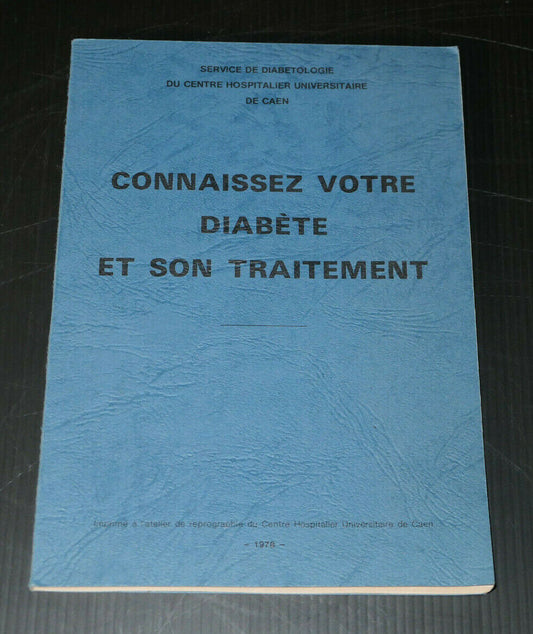 SERVICE DE DIABETOLOGIE
DU CENTRE HOSPITALIER UNIVERSITAIRE
DE CAEN
CONNAISSEZ VOTRE
DIABÈTE
ET SON TRAITEMENT
à l'atelier de reprographie du Centre Hospitalier Universitaire de Caen
- 1978 -